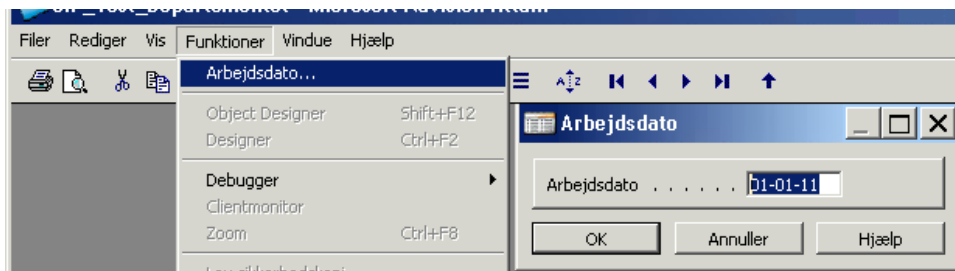 Filer Rediger Vis Funktioner Vindue Hjælp
Arbejdsdato...
Object Designer Shift+F12
Designer Ctrl+F2
Debugger
Clientmonitor
Zoom Ctrl+F8
Arbejdsdato
Arbejdsdato . . . . . . 01-01-11
OK Annuller Hjælp